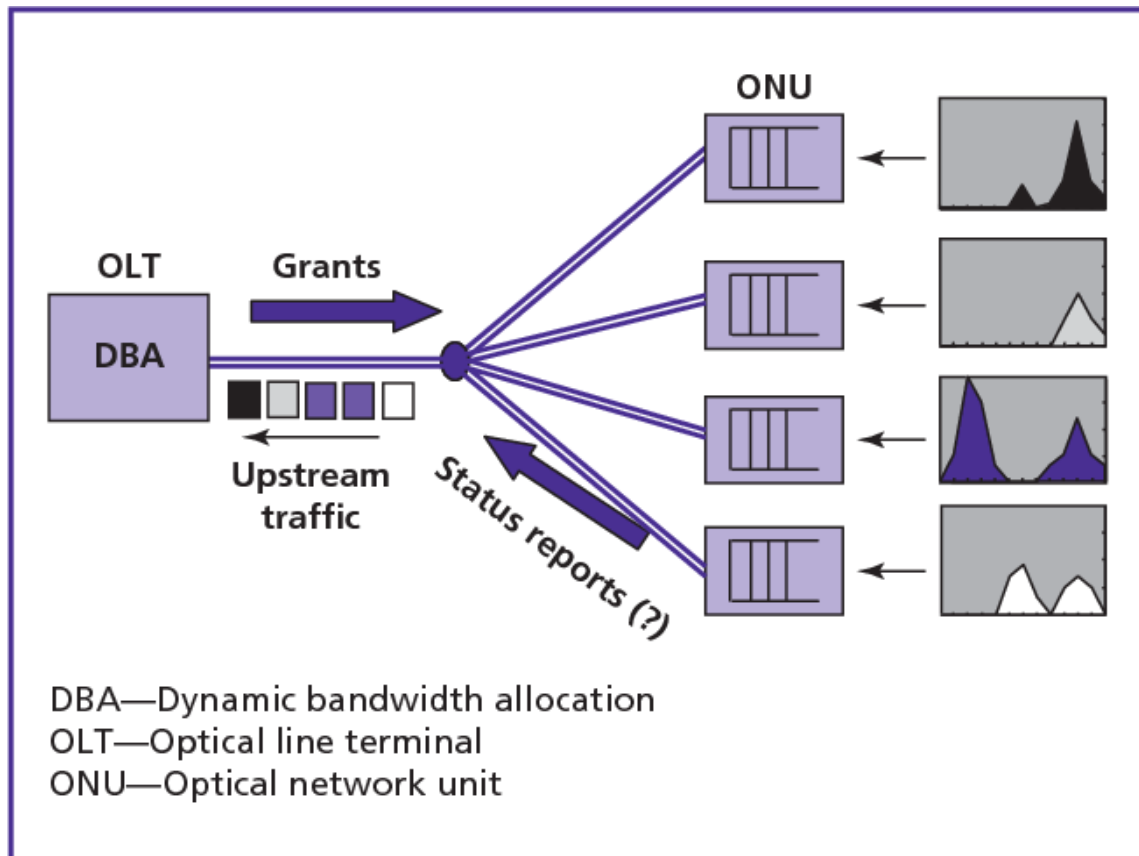 ONU
OLT
Grants
DBA
Upstream
traffic
Status reports (?)
DBA—Dynamic bandwidth allocation
OLT—Optical line terminal
ONU—Optical network unit